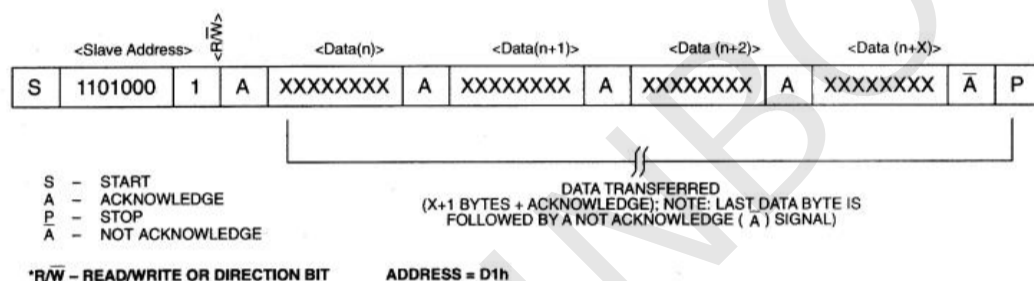 <Slave Address> <R/W̅> <Data(n)> <Data(n+1)> <Data (n+2)> <Data (n+X)>
S 1101000 1 A XXXXXXXX A XXXXXXXX A XXXXXXXX A XXXXXXXX A̅ P
S – START
A – ACKNOWLEDGE
P – STOP
A̅ – NOT ACKNOWLEDGE
DATA TRANSFERRED
(X+1 BYTES + ACKNOWLEDGE); NOTE: LAST DATA BYTE IS
FOLLOWED BY A NOT ACKNOWLEDGE ( A̅ ) SIGNAL)
*R/W̅ – READ/WRITE OR DIRECTION BIT ADDRESS = D1h